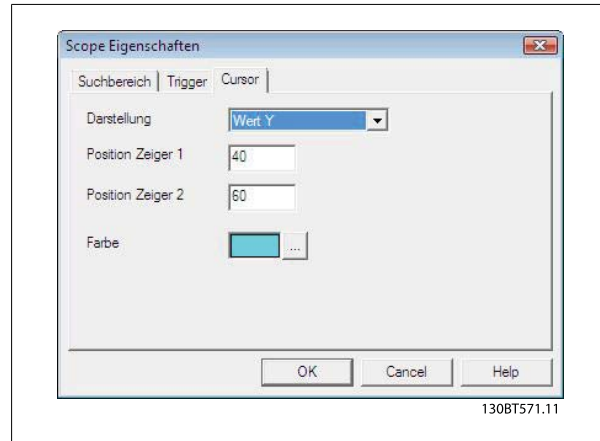 Scope Eigenschaften
Suchbereich Trigger Cursor
Darstellung Wert Y
Position Zeiger 1 40
Position Zeiger 2 60
Farbe ...
OK Cancel Help
130BT571.11